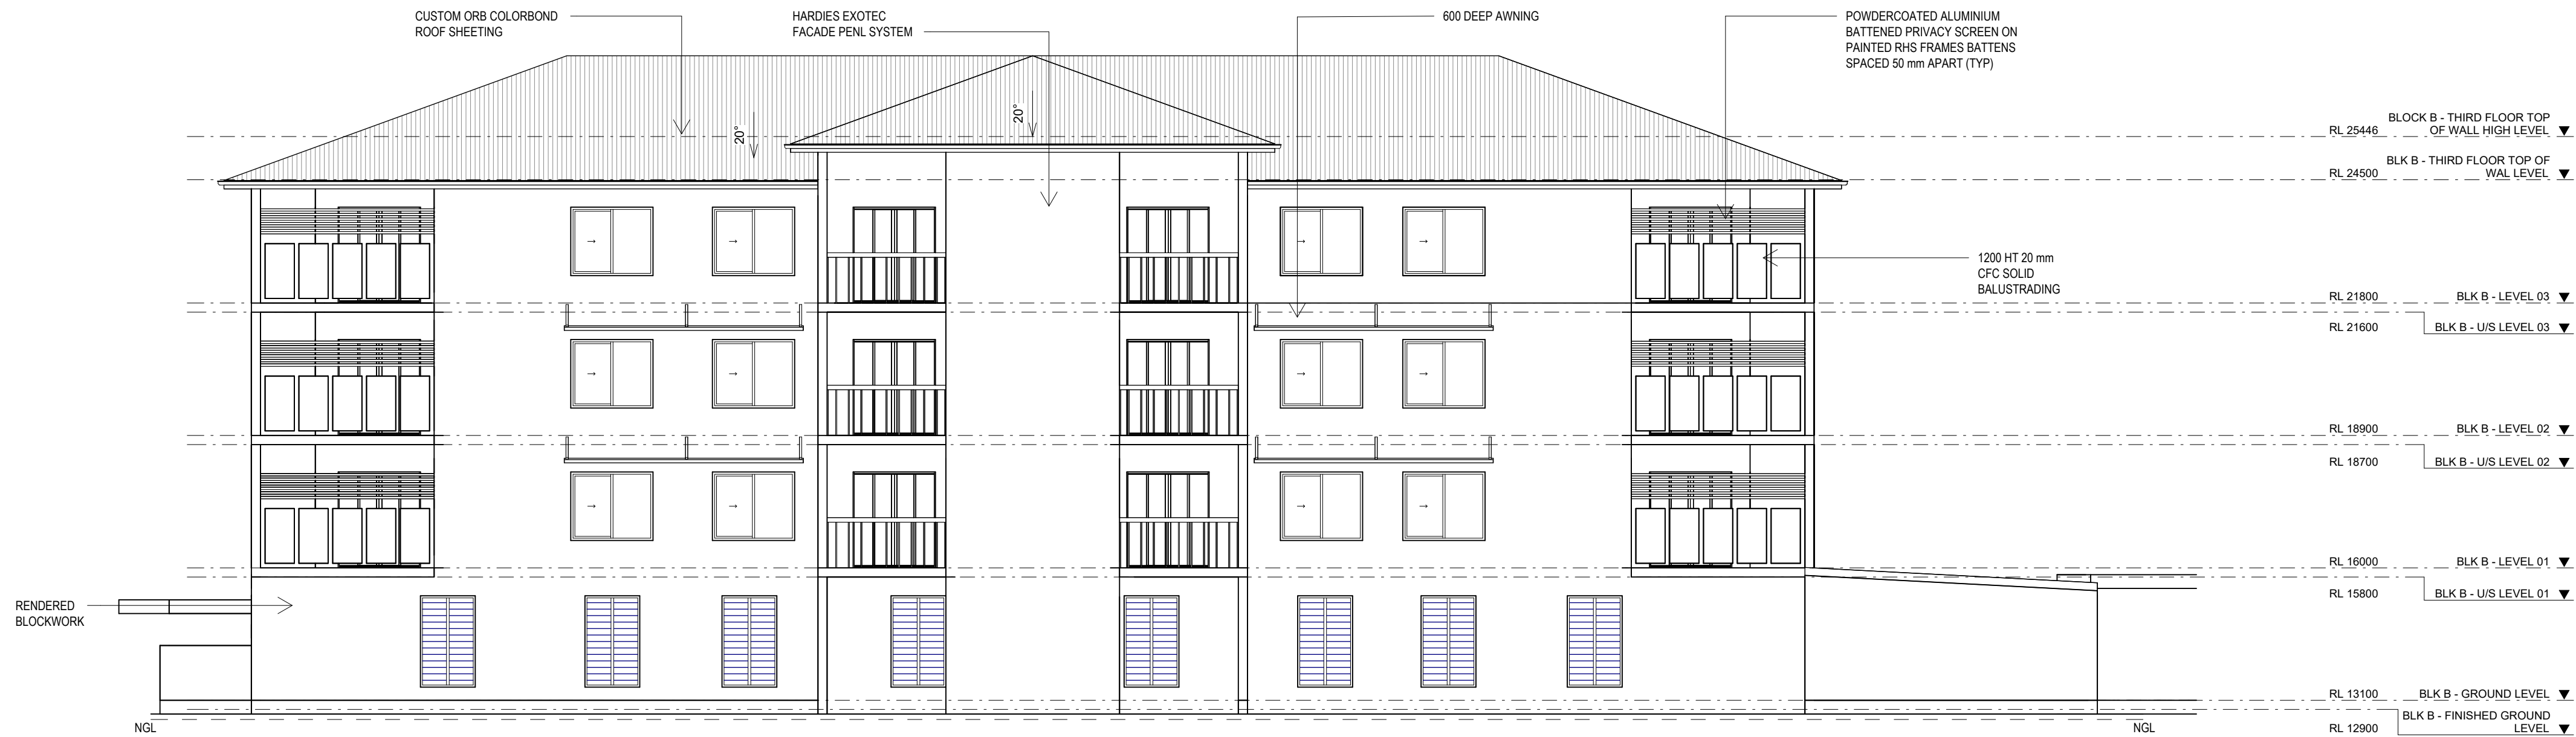 CUSTOM ORB COLORBOND
ROOF SHEETING
HARDIES EXOTEC
FACADE PENL SYSTEM
600 DEEP AWNING
POWDERCOATED ALUMINIUM
BATTENED PRIVACY SCREEN ON
PAINTED RHS FRAMES BATTENS
SPACED 50 mm APART (TYP)
20°
20°
BLOCK B - THIRD FLOOR TOP
RL 25446 OF WALL HIGH LEVEL
BLK B - THIRD FLOOR TOP OF
RL 24500 WAL LEVEL
1200 HT 20 mm
CFC SOLID
BALUSTRADING
RL 21800 BLK B - LEVEL 03
RL 21600 BLK B - U/S LEVEL 03
RL 18900 BLK B - LEVEL 02
RL 18700 BLK B - U/S LEVEL 02
RL 16000 BLK B - LEVEL 01
RL 15800 BLK B - U/S LEVEL 01
RENDERED
BLOCKWORK
RL 13100 BLK B - GROUND LEVEL
BLK B - FINISHED GROUND
RL 12900 LEVEL
NGL
NGL